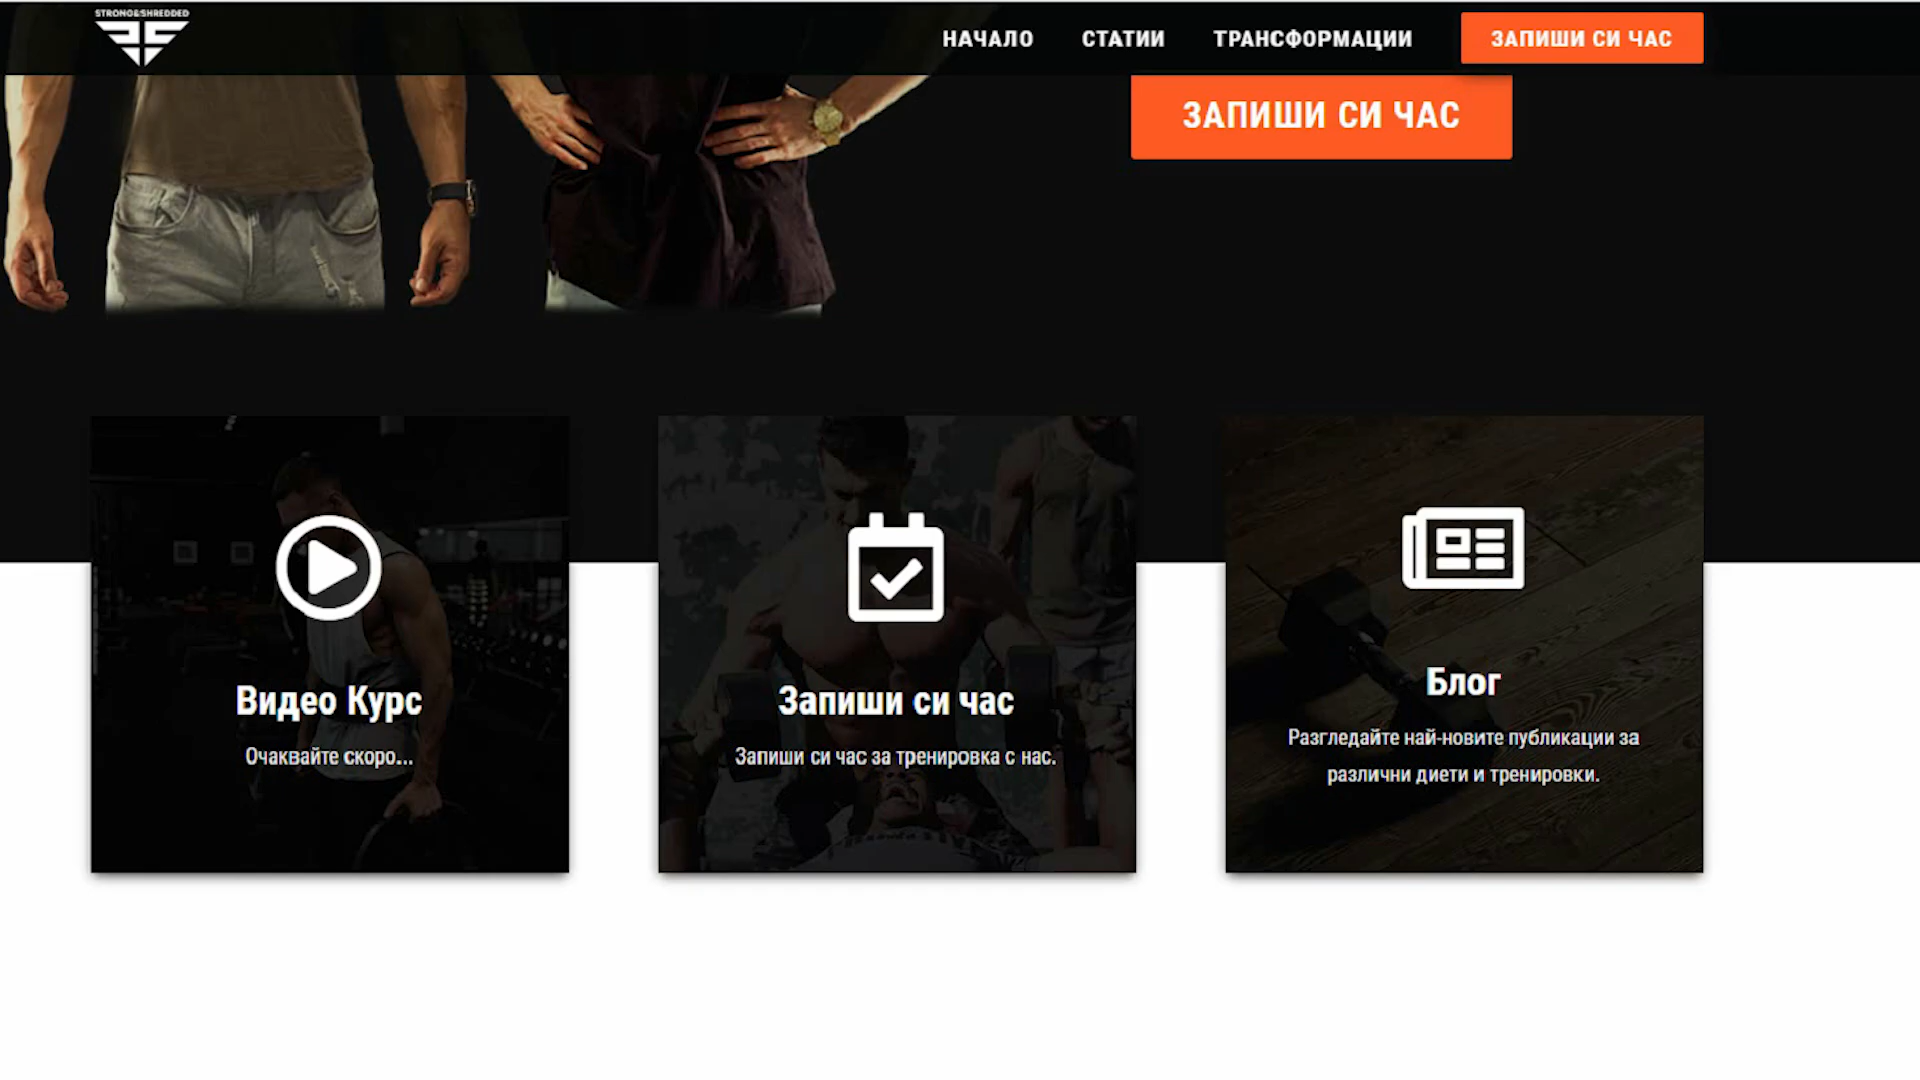 STRONG&SHREDDED
НАЧАЛО
СТАТИИ
ТРАНСФОРМАЦИИ
ЗАПИШИ СИ ЧАС
ЗАПИШИ СИ ЧАС
Видео Курс
Очаквайте скоро...
Запиши си час
Запиши си час за тренировка с нас.
Блог
Разгледайте най-новите публикации за
различни диети и тренировки.